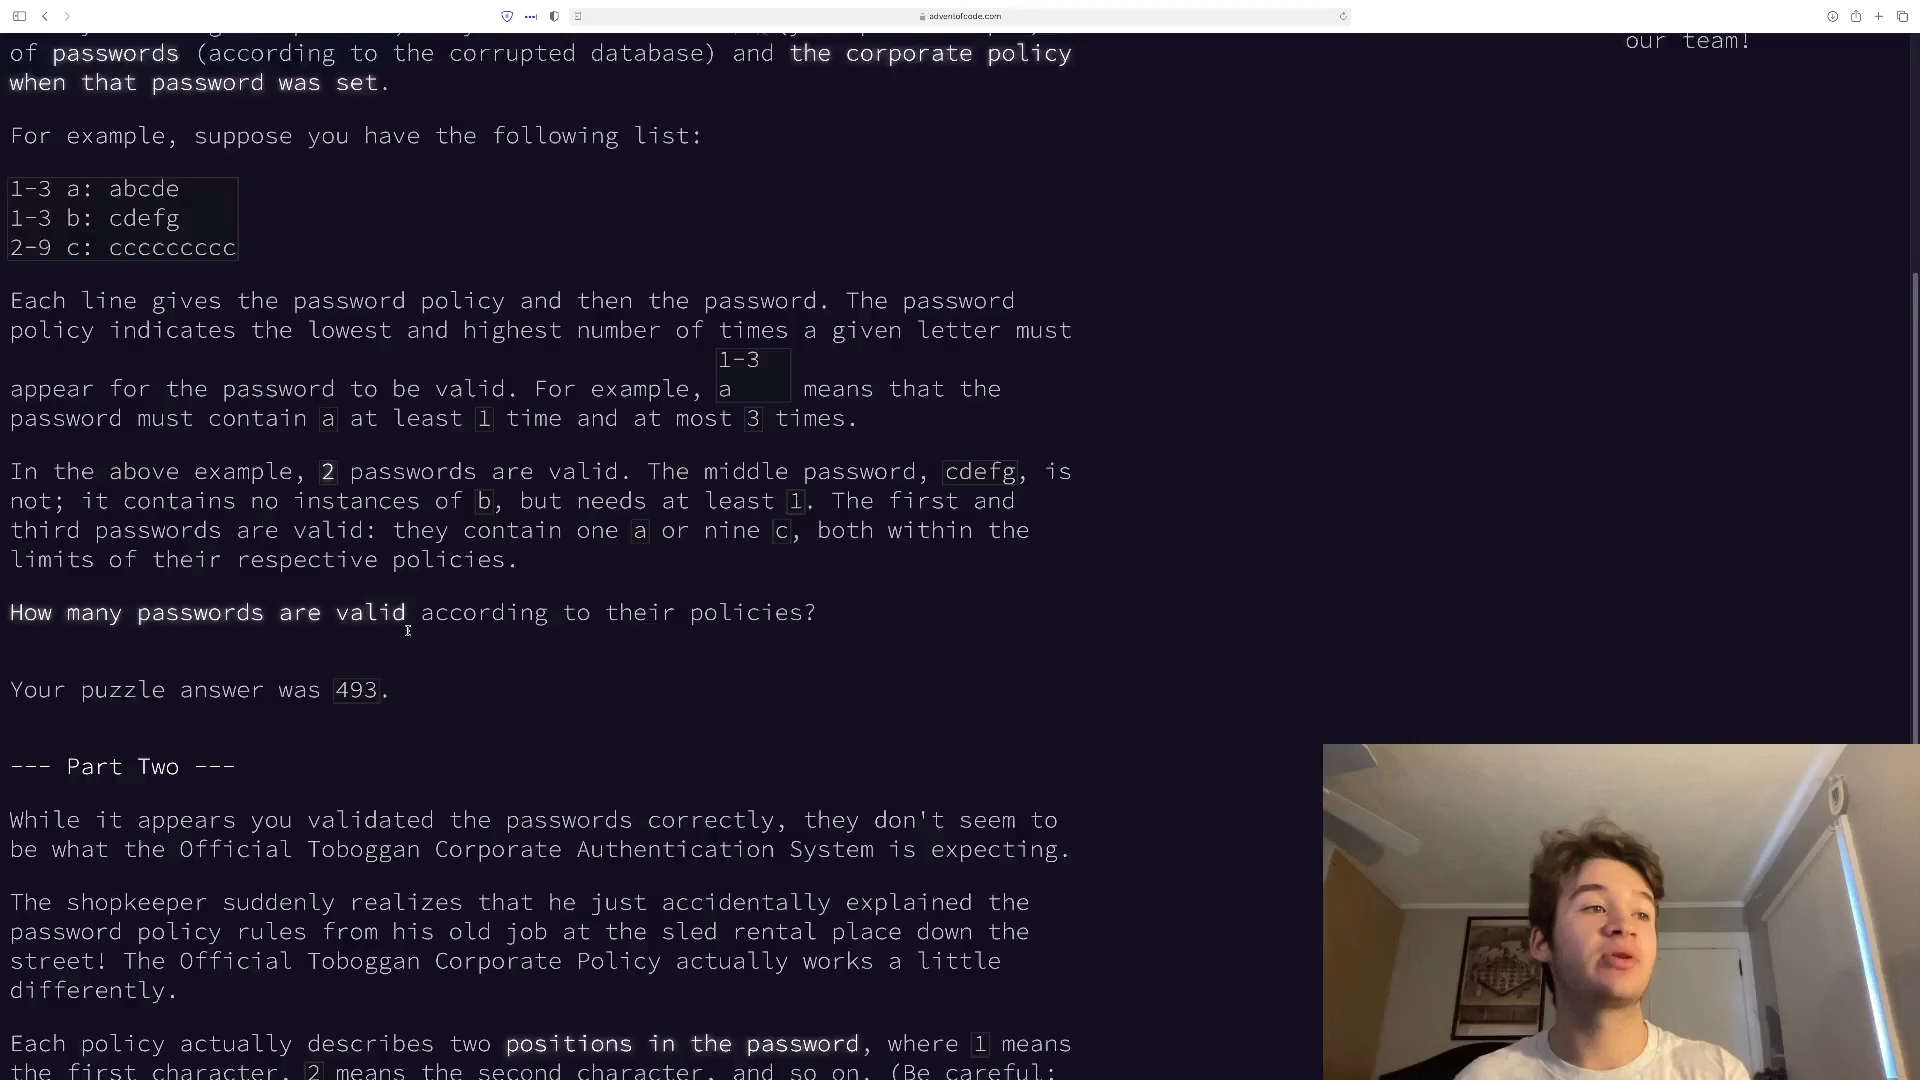 adventofcode.com
our team!
of passwords (according to the corrupted database) and the corporate policy
when that password was set.
For example, suppose you have the following list:
1-3 a: abcde
1-3 b: cdefg
2-9 c: ccccccccc
Each line gives the password policy and then the password. The password
policy indicates the lowest and highest number of times a given letter must
appear for the password to be valid. For example, 1-3 a means that the
password must contain a at least 1 time and at most 3 times.
In the above example, 2 passwords are valid. The middle password, cdefg, is
not; it contains no instances of b, but needs at least 1. The first and
third passwords are valid: they contain one a or nine c, both within the
limits of their respective policies.
How many passwords are valid according to their policies?
Your puzzle answer was 493.
--- Part Two ---
While it appears you validated the passwords correctly, they don't seem to
be what the Official Toboggan Corporate Authentication System is expecting.
The shopkeeper suddenly realizes that he just accidentally explained the
password policy rules from his old job at the sled rental place down the
street! The Official Toboggan Corporate Policy actually works a little
differently.
Each policy actually describes two positions in the password, where 1 means
the first character, 2 means the second character, and so on. (Be careful: